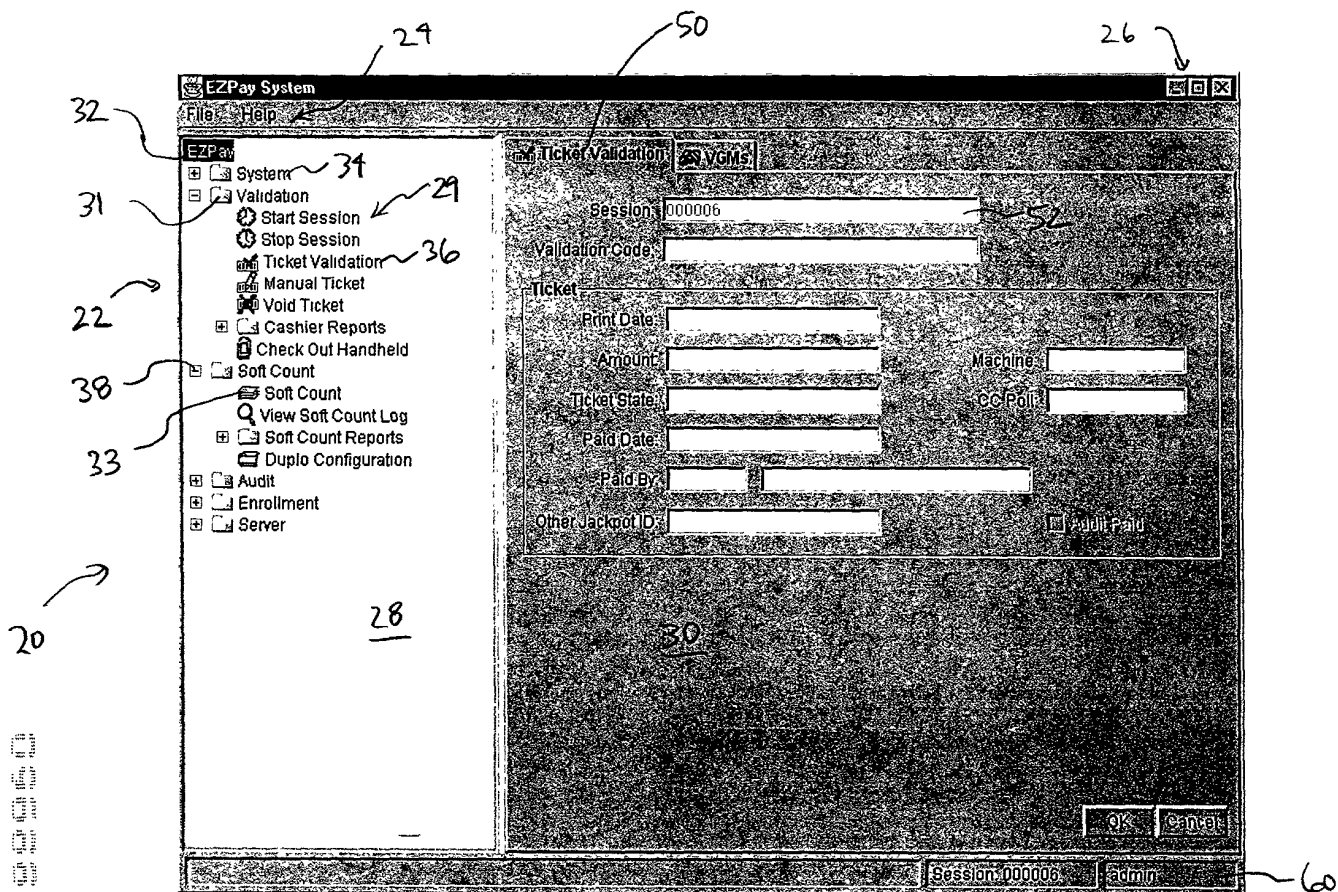 50
24
26
EZPay System
32
File Help
EZPay
System
34
Ticket Validation
VGMs
31
Validation
29
Start Session
Session: 000006
52
Stop Session
Validation Code:
Ticket Validation
36
22
Manual Ticket
Ticket
Void Ticket
Print Date:
Cashier Reports
Check Out Handheld
Amount:
Machine:
38
Soft Count
Soft Count
Ticket State:
CC Poll:
View Soft Count Log
33
Soft Count Reports
Paid Date:
Duplo Configuration
Audit
Paid By:
Enrollment
Server
Other Jackpot ID:
Audit Paid
20
28
30
OK Cancel
Session: 000006 admin
60